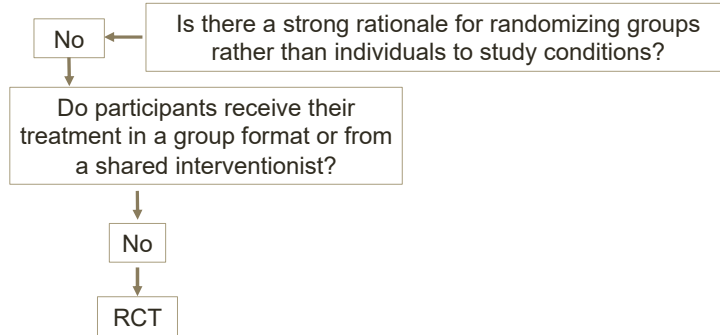 Is there a strong rationale for randomizing groups
rather than individuals to study conditions?
No
Do participants receive their
treatment in a group format or from
a shared interventionist?
No
RCT